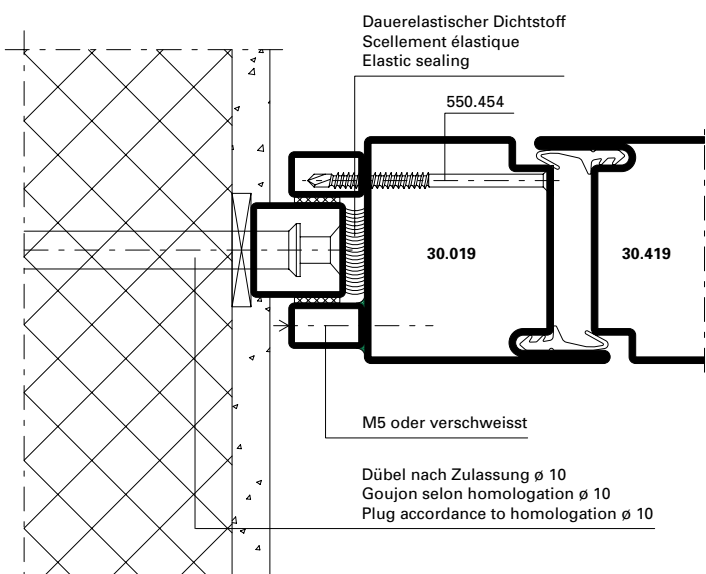 Dauerelastischer Dichtstoff
Scellement élastique
Elastic sealing
550.454
30.019
30.419
M5 oder verschweisst
Dübel nach Zulassung ø 10
Goujon selon homologation ø 10
Plug accordance to homologation ø 10